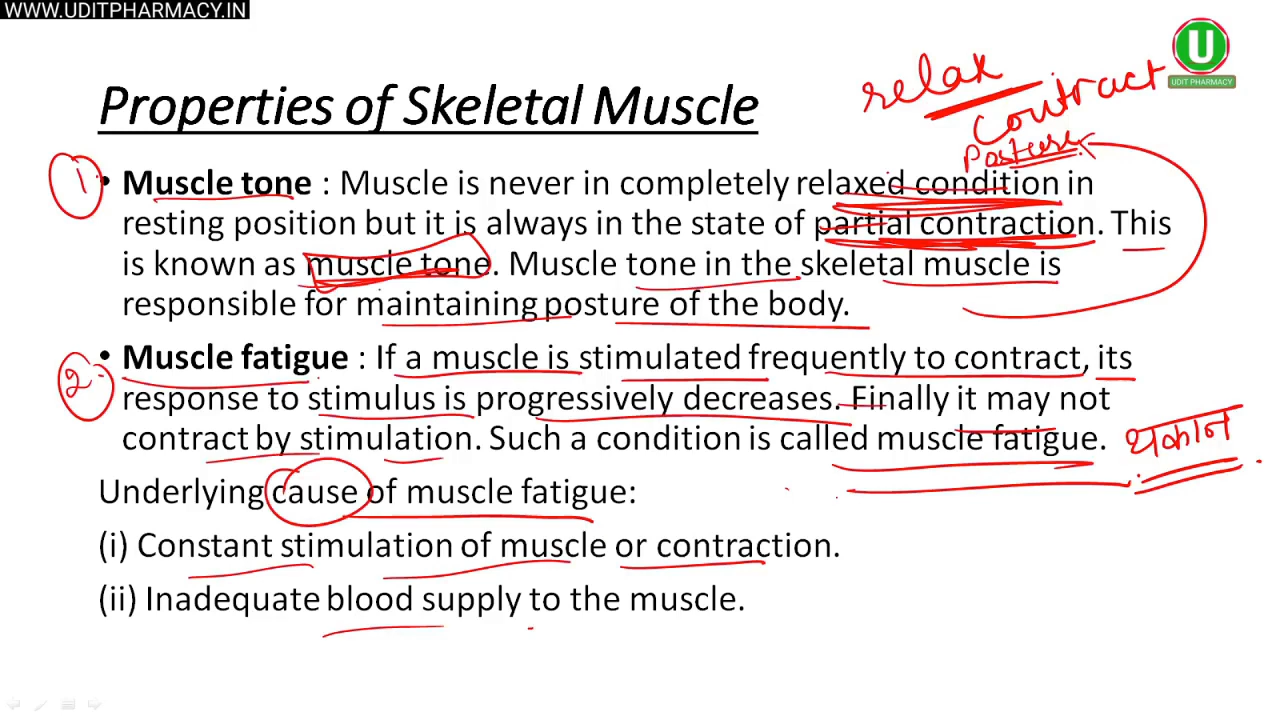 WWW.UDITPHARMACY.IN
U
UDIT PHARMACY
relax
contract
Posture
Properties of Skeletal Muscle
1
• Muscle tone : Muscle is never in completely relaxed condition in
resting position but it is always in the state of partial contraction. This
is known as muscle tone. Muscle tone in the skeletal muscle is
responsible for maintaining posture of the body.
2
• Muscle fatigue : If a muscle is stimulated frequently to contract, its
response to stimulus is progressively decreases. Finally it may not
contract by stimulation. Such a condition is called muscle fatigue.
थकान
Underlying cause of muscle fatigue:
(i) Constant stimulation of muscle or contraction.
(ii) Inadequate blood supply to the muscle.